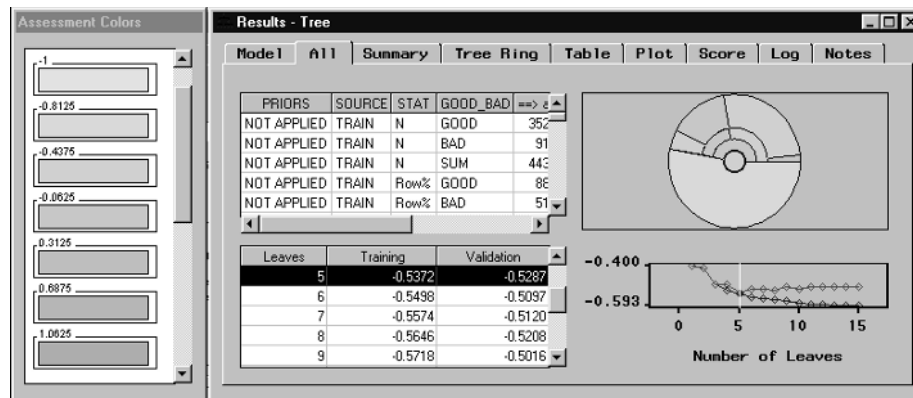 Assessment Colors
-1
-0.8125
-0.4375
-0.0625
0.3125
0.6875
1.0625
Results - Tree
Model All Summary Tree Ring Table Plot Score Log Notes
PRIORS SOURCE STAT GOOD_BAD ==>
NOT APPLIED TRAIN N GOOD 352
NOT APPLIED TRAIN N BAD 91
NOT APPLIED TRAIN N SUM 443
NOT APPLIED TRAIN Row% GOOD 88
NOT APPLIED TRAIN Row% BAD 51
Leaves Training Validation
5 -0.5372 -0.5287
6 -0.5498 -0.5097
7 -0.5574 -0.5120
8 -0.5646 -0.5208
9 -0.5718 -0.5016
-0.400
-0.593
0 5 10 15
Number of Leaves